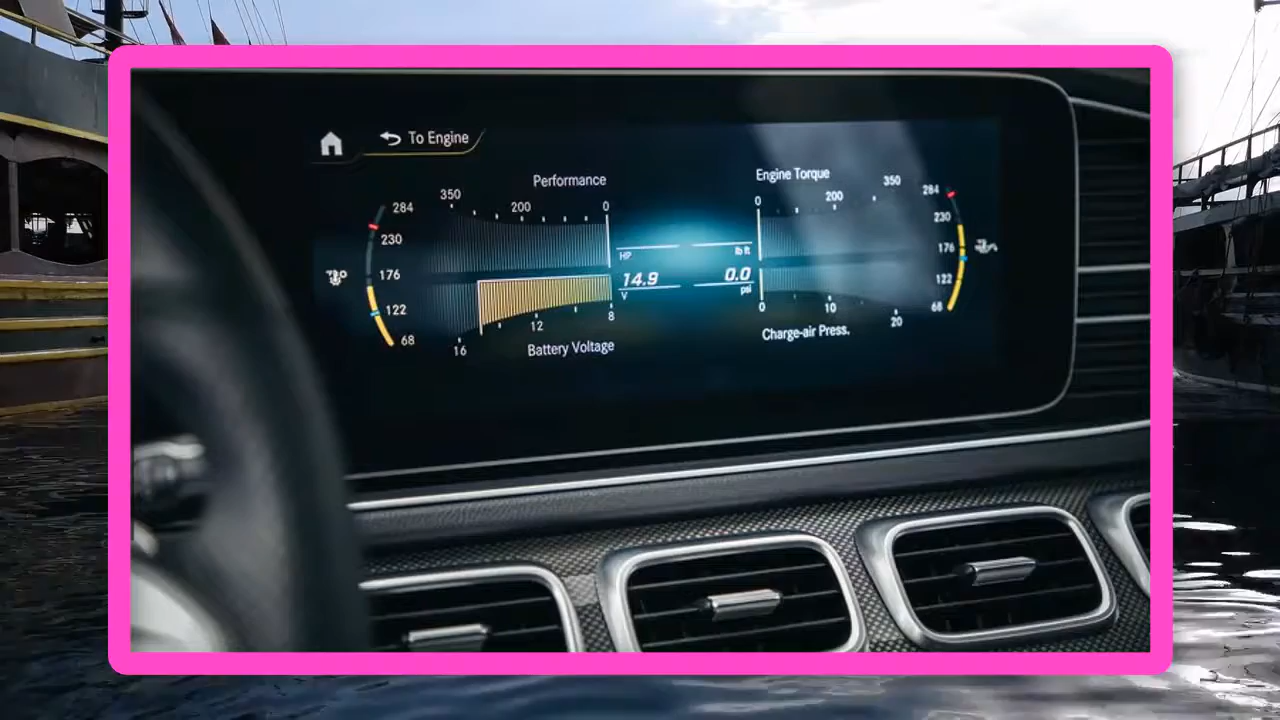 To Engine
Performance
Engine Torque
350
200
0
0
200
350
284
230
176
122
68
284
230
176
122
68
HP
lb ft
14.9
0.0
V
psi
16
12
8
0
10
20
Battery Voltage
Charge-air Press.